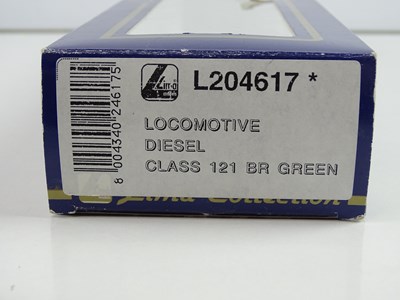 Lima
L204617 *
LOCOMOTIVE
DIESEL
CLASS 121 BR GREEN
8 004340 246175
Lima Collection